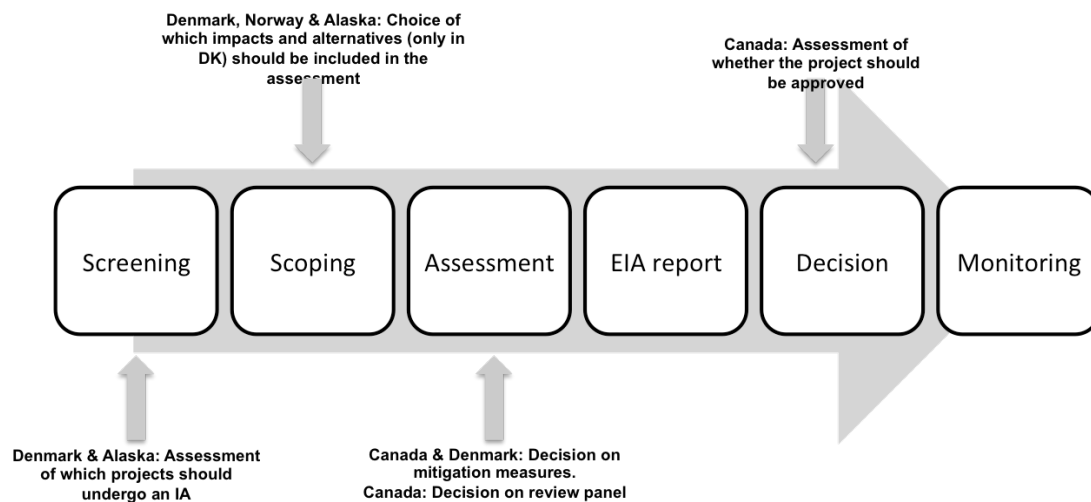 Denmark, Norway & Alaska: Choice of
which impacts and alternatives (only in
DK) should be included in the
assessment
Canada: Assessment of
whether the project should
be approved
Screening
Scoping
Assessment
EIA report
Decision
Monitoring
Denmark & Alaska: Assessment
of which projects should
undergo an IA
Canada & Denmark: Decision on
mitigation measures.
Canada: Decision on review panel